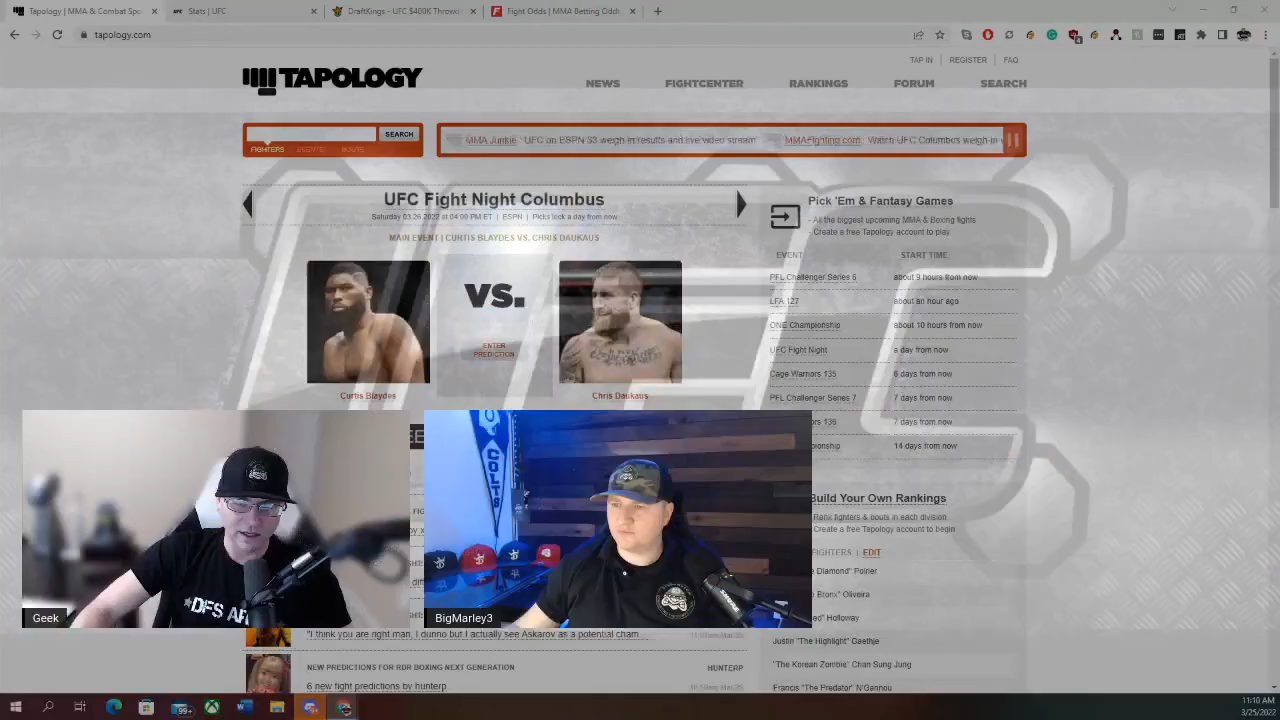 Tapology | MMA & Combat Spo
Stats | UFC
DraftKings - UFC $400K Throwd
Fight Odds | MMA Betting Odds
tapology.com
TAP IN | REGISTER | FAQ
TAPOLOGY
NEWS FIGHTCENTER RANKINGS FORUM SEARCH
SEARCH
FIGHTERS EVENTS BOUTS
MMA Junkie: UFC on ESPN 33 weigh-in results and live video stream
MMAFighting.com: Watch UFC Columbus weigh-in
UFC Fight Night Columbus
Saturday 03.26.2022 at 04:00 PM ET | ESPN | Picks lock a day from now
MAIN EVENT | CURTIS BLAYDES VS. CHRIS DAUKAUS
VS.
ENTER PREDICTION
Curtis Blaydes
Chris Daukaus
Pick 'Em & Fantasy Games
- All the biggest upcoming MMA & Boxing fights
- Create a free Tapology account to play
EVENT START TIME
PFL Challenger Series 6 about 9 hours from now
LFA 127 about an hour ago
ONE Championship about 10 hours from now
UFC Fight Night a day from now
Cage Warriors 135 6 days from now
PFL Challenger Series 7 7 days from now
136 7 days from now
pionship 14 days from now
Build Your Own Rankings
Rank fighters & bouts in each division
Create a free Tapology account to begin
FIGHTERS | EDIT
e Diamond" Poirier
n Bronx" Oliveira
ed" Holloway
Justin "The Highlight" Gaethje
"The Korean Zombie" Chan Sung Jung
Francis "The Predator" N'Gannou
COLTS
*DFS AR
Geek
BigMarley3
"I think you are right man, I dunno but I actually see Askarov as a potential cham...
NEW PREDICTIONS FOR RDR BOXING NEXT GENERATION HUNTERP
6 new fight predictions by hunterp
99+
11:10 AM
3/25/2022